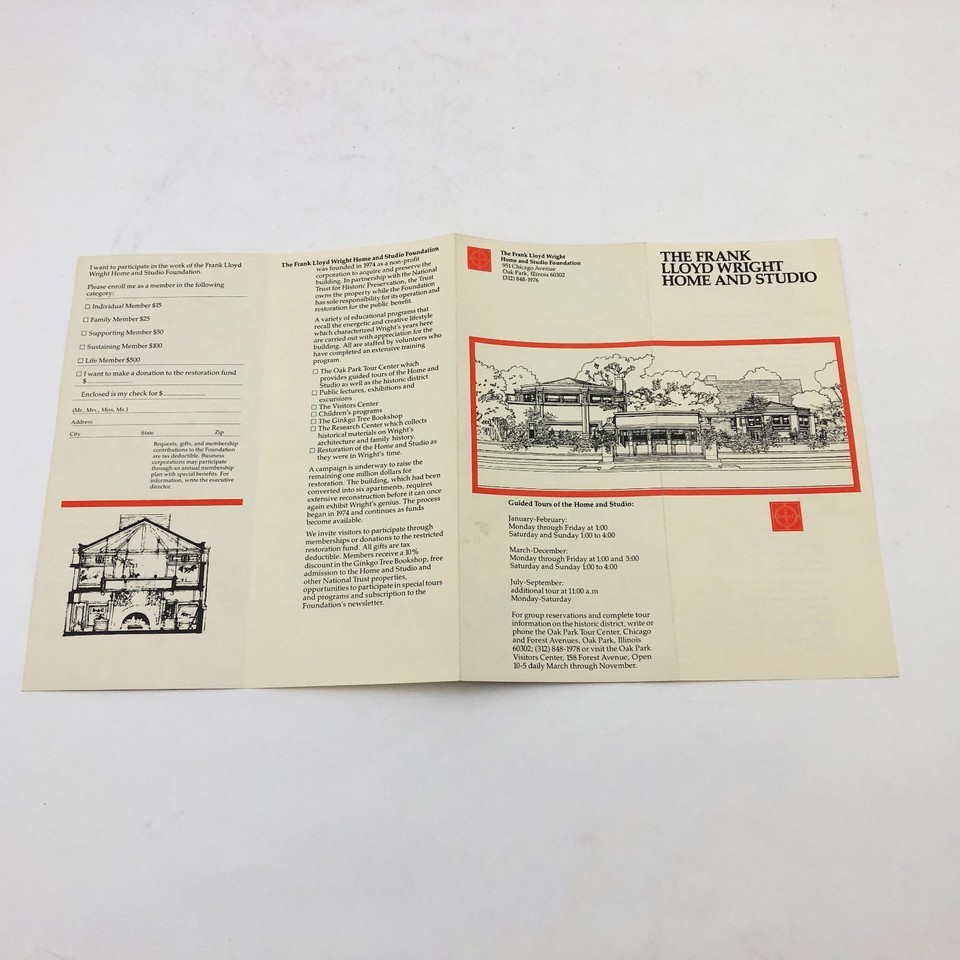 I want to participate in the work of the Frank Lloyd
Wright Home and Studio Foundation.
Please enroll me as a member in the following
category:
☐ Individual Member $15
☐ Family Member $25
☐ Supporting Member $50
☐ Sustaining Member $100
☐ Life Member $500
☐ I want to make a donation to the restoration fund
$
Enclosed is my check for $
(Mr., Mrs., Miss, Ms.)
Address
City State Zip
Bequests, gifts, and membership
contributions to the Foundation
are tax deductible. Business
corporations may participate
through an annual membership
plan with special benefits. For
information, write the executive
director.
The Frank Lloyd Wright Home and Studio Foundation
was founded in 1974 as a non-profit
corporation to acquire and preserve the
building. In partnership with the National
Trust for Historic Preservation, the Trust
owns the property while the Foundation
has sole responsibility for its operation and
restoration for the public benefit.
A variety of educational programs that
recall the energetic and creative lifestyle
which characterized Wright's years here
are carried out with appreciation for the
building. All are staffed by volunteers who
have completed an extensive training
program.
☐ The Oak Park Tour Center which
provides guided tours of the Home and
Studio as well as the historic district
☐ Public lectures, exhibitions and
excursions
☐ The Visitors Center
☐ Children's programs
☐ The Ginkgo Tree Bookshop
☐ The Research Center which collects
historical materials on Wright's
architecture and family history.
☐ Restoration of the Home and Studio as
they were in Wright's time.
A campaign is underway to raise the
remaining one million dollars for
restoration. The building, which had been
converted into six apartments, requires
extensive reconstruction before it can once
again exhibit Wright's genius. The process
began in 1974 and continues as funds
become available.
We invite visitors to participate through
memberships or donations to the restricted
restoration fund. All gifts are tax
deductible. Members receive a 10%
discount in the Ginkgo Tree Bookshop, free
admission to the Home and Studio and
other National Trust properties,
opportunities to participate in special tours
and programs and subscription to the
Foundation's newsletter.
The Frank Lloyd Wright
Home and Studio Foundation
951 Chicago Avenue
Oak Park, Illinois 60302
(312) 848-1976
Guided Tours of the Home and Studio:
January-February:
Monday through Friday at 1:00
Saturday and Sunday 1:00 to 4:00
March-December:
Monday through Friday at 1:00 and 3:00
Saturday and Sunday 1:00 to 4:00
July-September:
additional tour at 11:00 a.m
Monday-Saturday
For group reservations and complete tour
information on the historic district, write or
phone the Oak Park Tour Center, Chicago
and Forest Avenues, Oak Park, Illinois
60302; (312) 848-1978 or visit the Oak Park
Visitors Center, 158 Forest Avenue, Open
10-5 daily March through November.
THE FRANK
LLOYD WRIGHT
HOME AND STUDIO